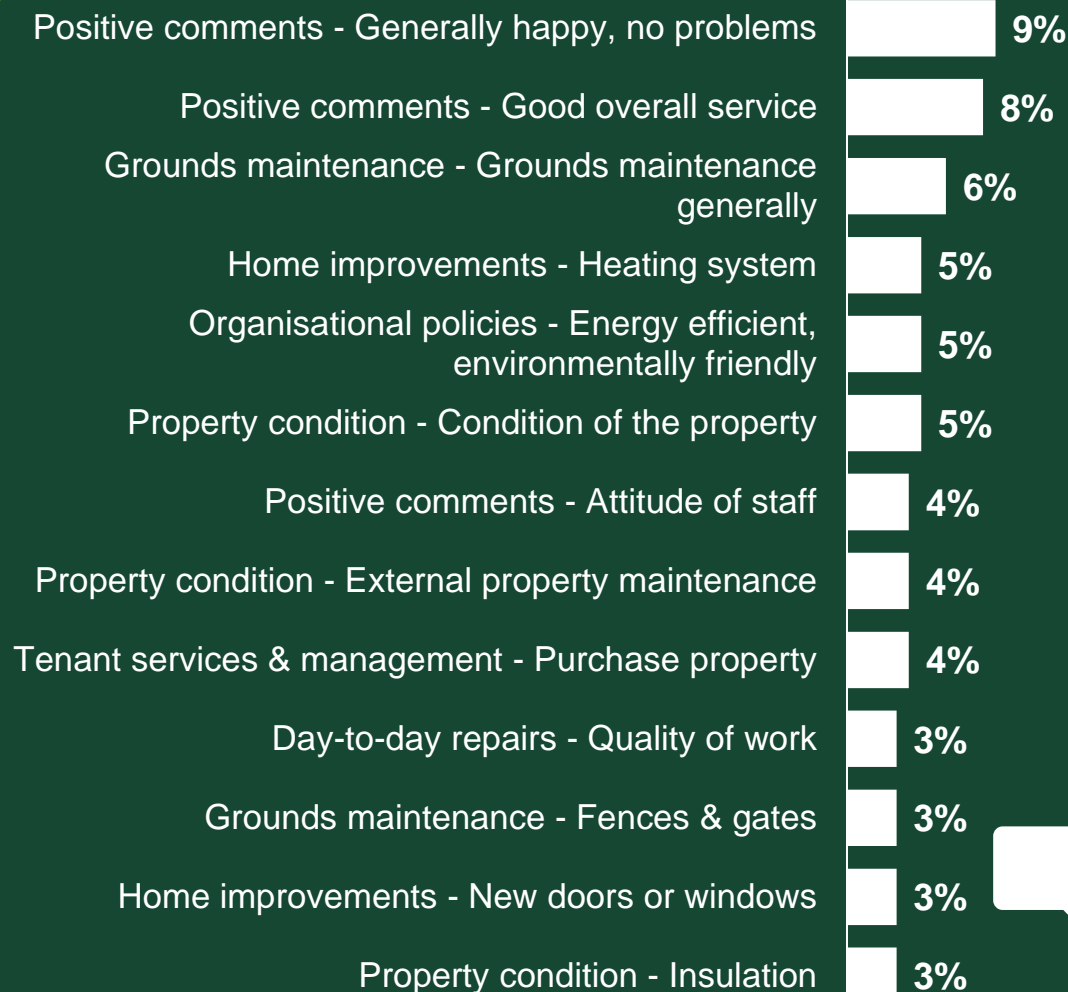 Positive comments - Generally happy, no problems 9%
Positive comments - Good overall service 8%
Grounds maintenance - Grounds maintenance
generally 6%
Home improvements - Heating system 5%
Organisational policies - Energy efficient,
environmentally friendly 5%
Property condition - Condition of the property 5%
Positive comments - Attitude of staff 4%
Property condition - External property maintenance 4%
Tenant services & management - Purchase property 4%
Day-to-day repairs - Quality of work 3%
Grounds maintenance - Fences & gates 3%
Home improvements - New doors or windows 3%
Property condition - Insulation 3%